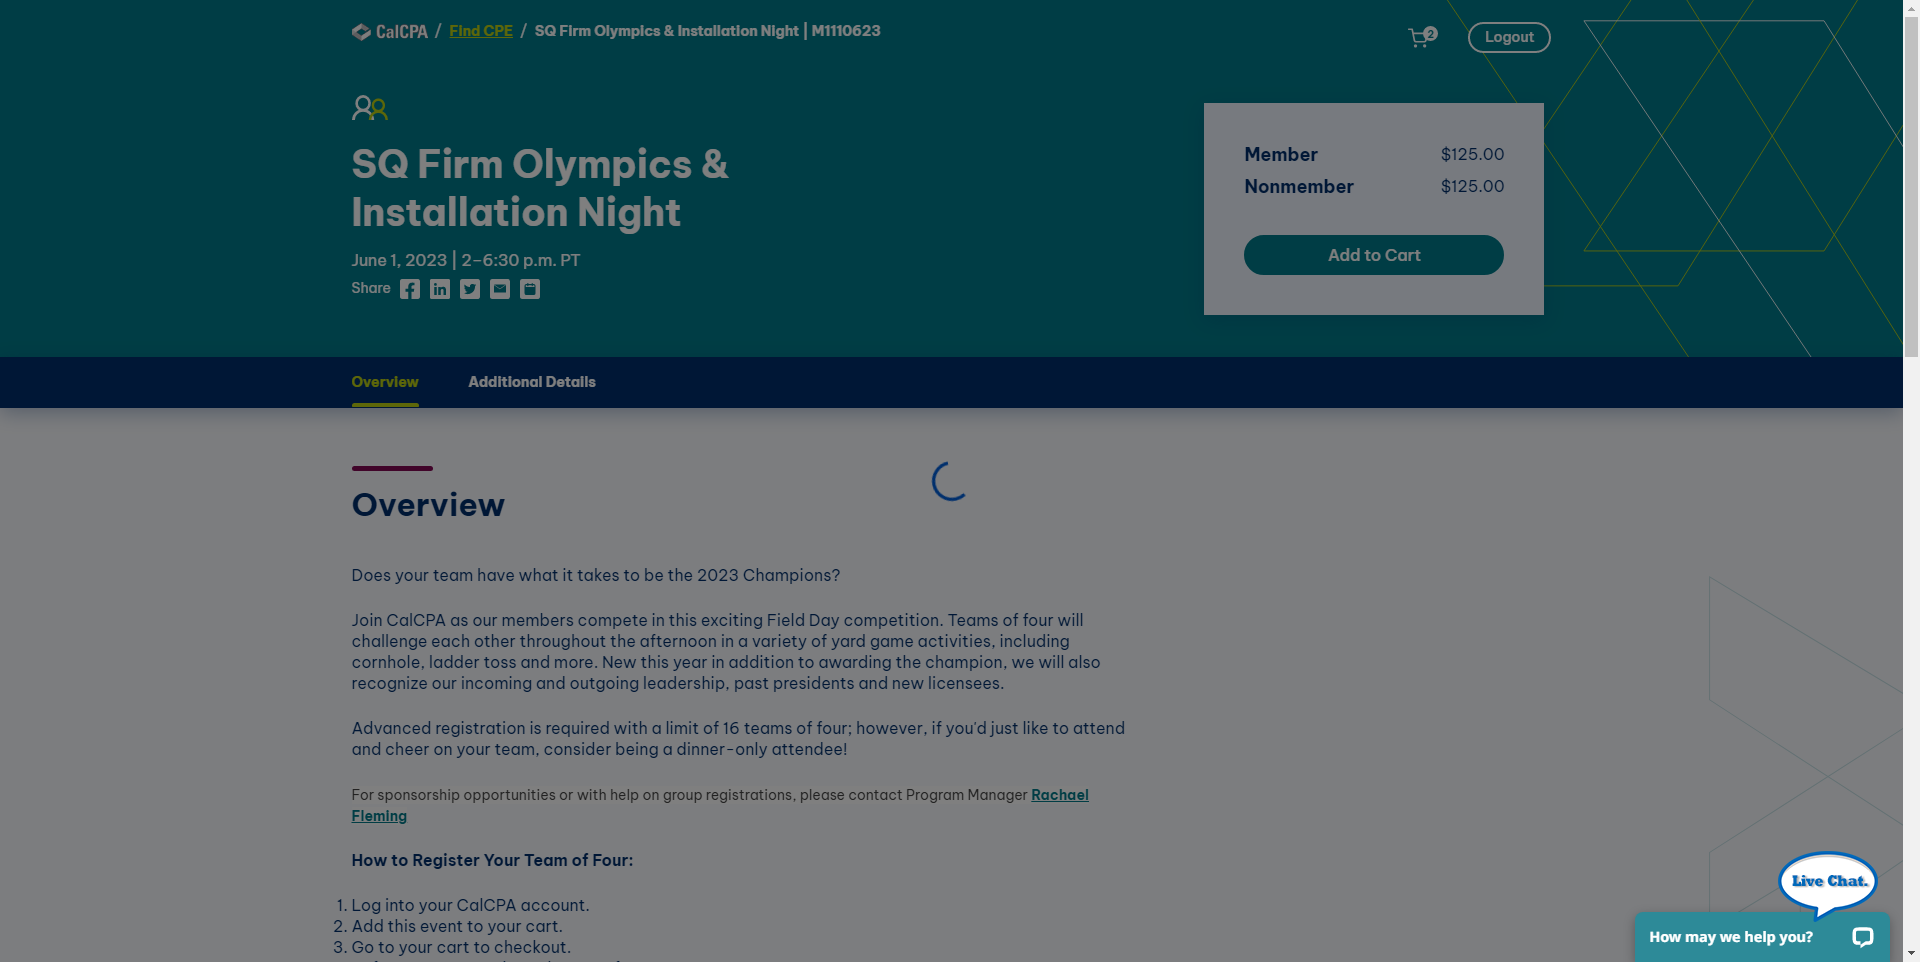 CalCPA / Find CPE / SQ Firm Olympics & Installation Night | M1110623
2
Logout
SQ Firm Olympics &
Installation Night
June 1, 2023 | 2–6:30 p.m. PT
Share
Member $125.00
Nonmember $125.00
Add to Cart
Overview
Additional Details
Overview
Does your team have what it takes to be the 2023 Champions?
Join CalCPA as our members compete in this exciting Field Day competition. Teams of four will
challenge each other throughout the afternoon in a variety of yard game activities, including
cornhole, ladder toss and more. New this year in addition to awarding the champion, we will also
recognize our incoming and outgoing leadership, past presidents and new licensees.
Advanced registration is required with a limit of 16 teams of four; however, if you'd just like to attend
and cheer on your team, consider being a dinner-only attendee!
For sponsorship opportunities or with help on group registrations, please contact Program Manager Rachael
Fleming
How to Register Your Team of Four:
1. Log into your CalCPA account.
2. Add this event to your cart.
3. Go to your cart to checkout.
Live Chat.
How may we help you?